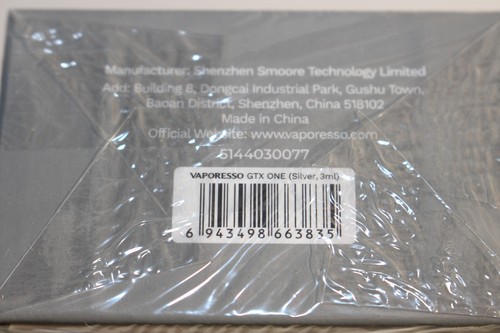 Manufacturer: Shenzhen Smoore Technology Limited
Add: Building 8, Dongcai Industrial Park, Gushu Town,
Baoan District, Shenzhen, China 518102
Made in China
Official Website: www.vaporesso.com
5144030077
VAPORESSO GTX ONE (Silver, 3ml)
6 943498 663835